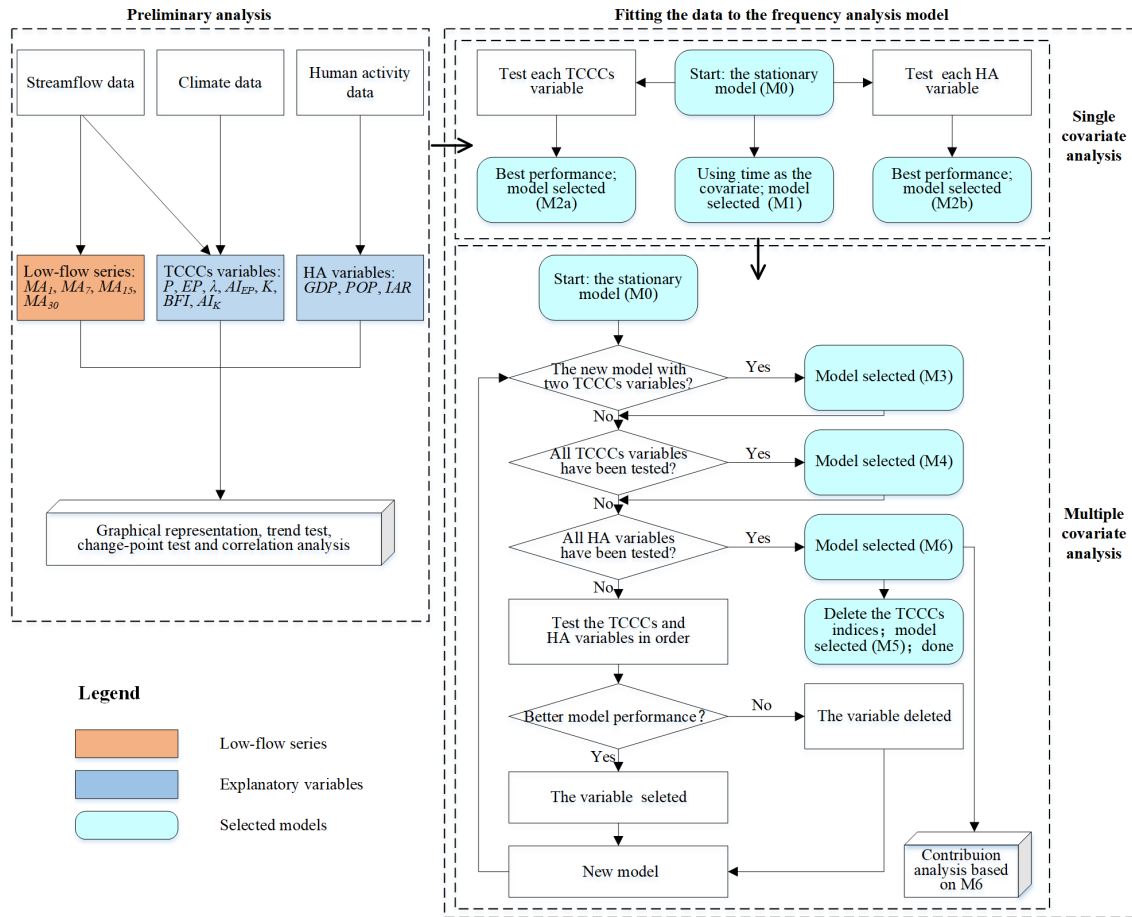 Preliminary analysis
Streamflow data
Climate data
Human activity
data
Low-flow series:
MA1, MA7, MA15,
MA30
TCCCs variables:
P, EP, λ, AIEP, K,
BFI, AIK
HA variables:
GDP, POP, IAR
Graphical representation, trend test,
change-point test and correlation analysis
Legend
Low-flow series
Explanatory variables
Selected models
Fitting the data to the frequency analysis model
Test each TCCCs
variable
Start: the stationary
model (M0)
Test each HA
variable
Best performance;
model selected
(M2a)
Using time as the
covariate; model
selected (M1)
Best performance;
model selected
(M2b)
Single
covariate
analysis
Start: the stationary
model (M0)
The new model with
two TCCCs variables?
Yes
Model selected (M3)
No
All TCCCs variables
have been tested?
Yes
Model selected (M4)
No
All HA variables
have been tested?
Yes
Model selected (M6)
No
Test the TCCCs and
HA variables in order
Delete the TCCCs
indices; model
selected (M5); done
Better model performance?
No
The variable deleted
Yes
The variable seleted
New model
Contribuion
analysis based
on M6
Multiple
covariate
analysis